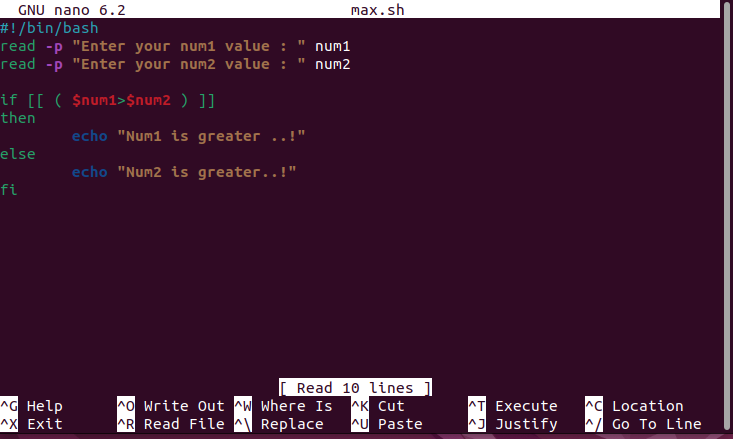 GNU nano 6.2 max.sh
#!/bin/bash
read -p "Enter your num1 value : " num1
read -p "Enter your num2 value : " num2
if [[ ( $num1>$num2 ) ]]
then
echo "Num1 is greater ..!"
else
echo "Num2 is greater..!"
fi
[ Read 10 lines ]
^G Help ^O Write Out ^W Where Is ^K Cut ^T Execute ^C Location
^X Exit ^R Read File ^\ Replace ^U Paste ^J Justify ^/ Go To Line